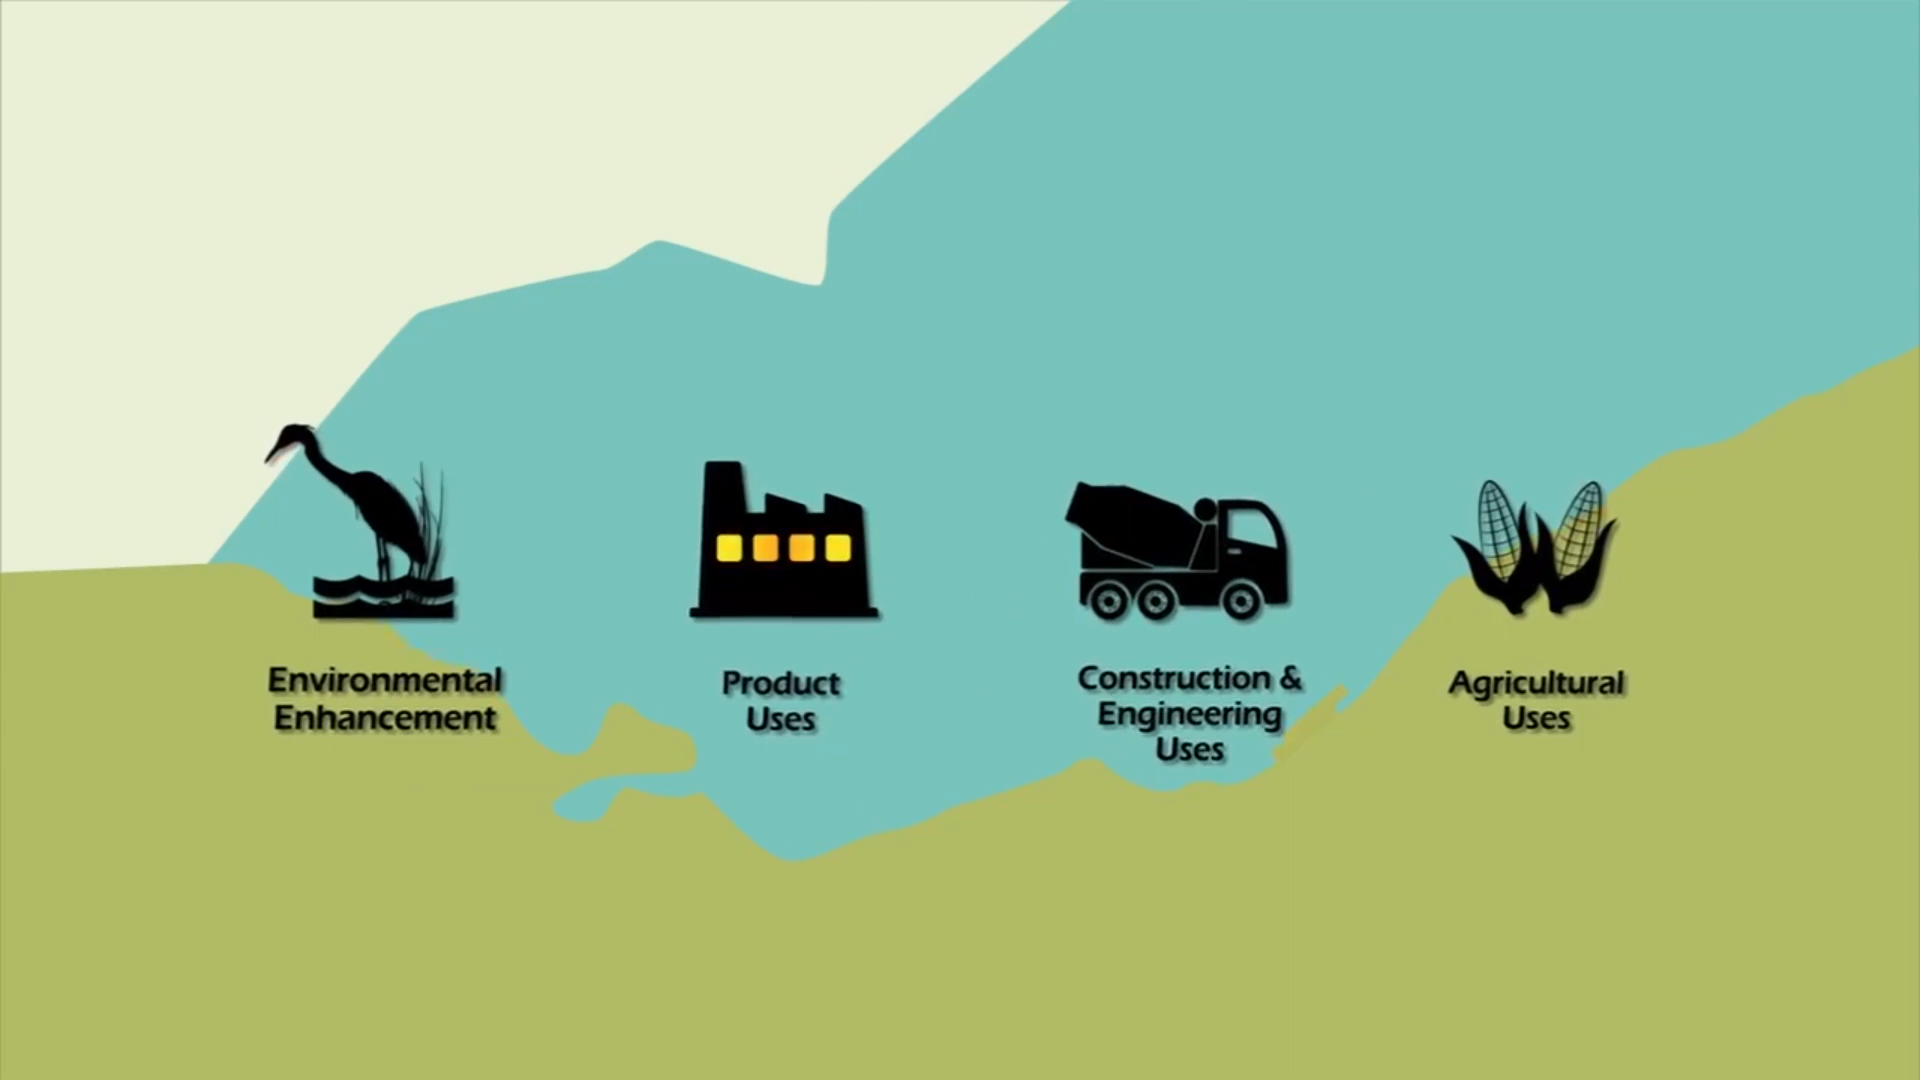 Environmental
Enhancement
Product
Uses
Construction &
Engineering
Uses
Agricultural
Uses